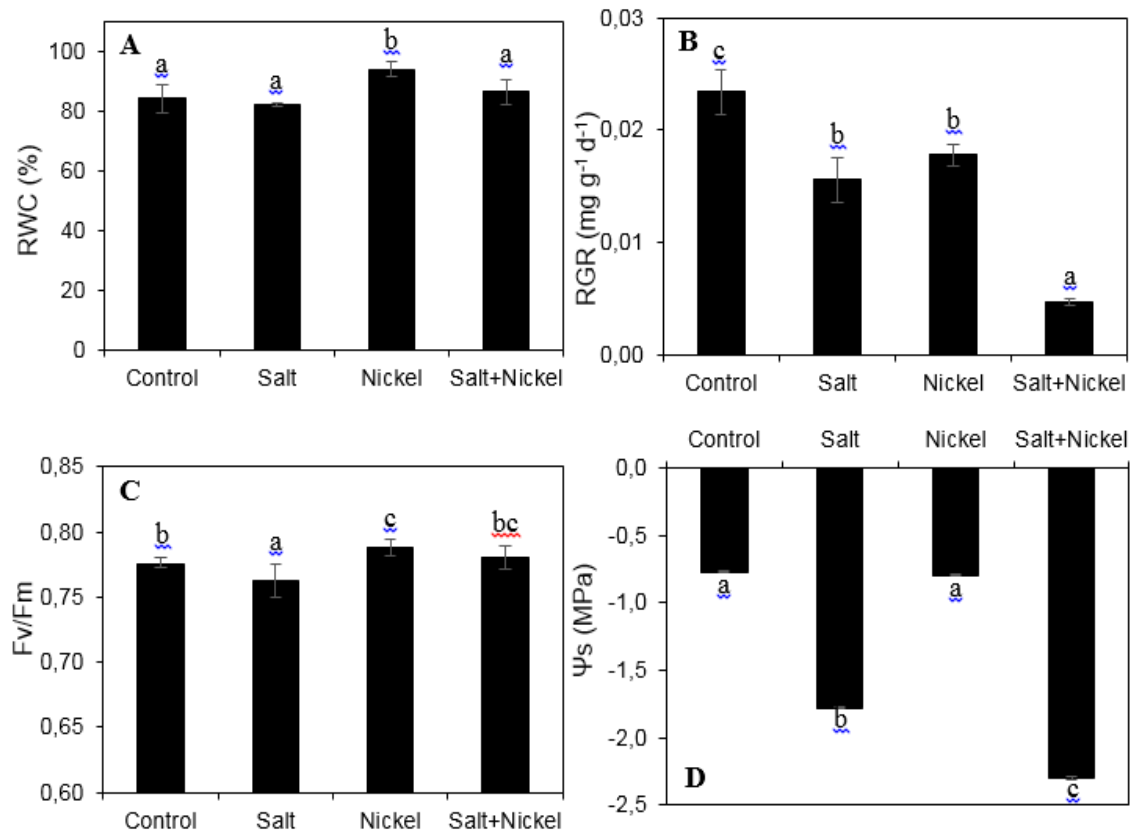 A
RWC (%)
100
80
60
40
20
0
a
a
b
a
Control
Salt
Nickel
Salt+Nickel
B
RGR (mg g⁻¹ d⁻¹)
0,03
0,02
0,01
0,00
c
b
b
a
Control
Salt
Nickel
Salt+Nickel
C
Fv/Fm
0,85
0,80
0,75
0,70
0,65
0,60
b
a
c
bc
Control
Salt
Nickel
Salt+Nickel
Control
Salt
Nickel
Salt+Nickel
Ψs (MPa)
0,0
-0,5
-1,0
-1,5
-2,0
-2,5
a
b
a
c
D